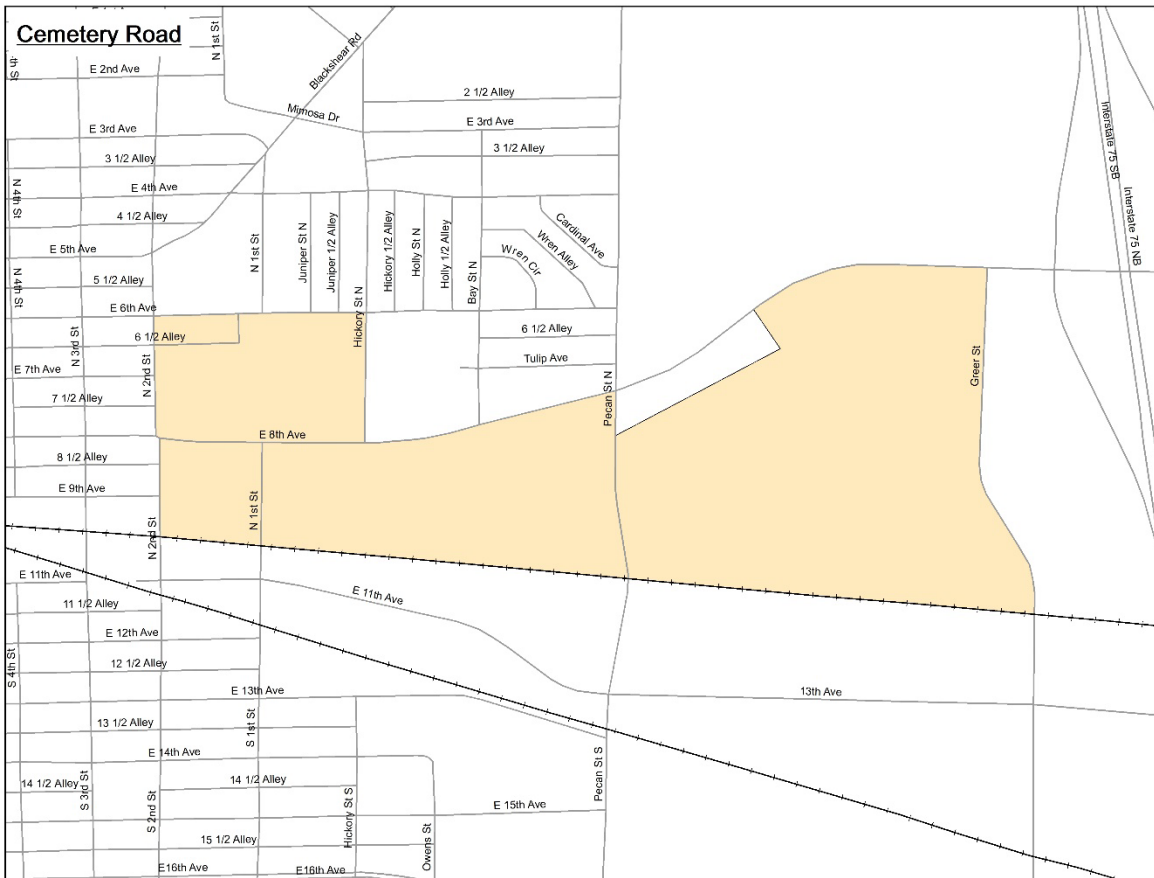 Cemetery Road
N 1st St
E 2nd Ave
Blackshear Rd
2 1/2 Alley
Mimosa Dr
E 3rd Ave
E 3rd Ave
3 1/2 Alley
3 1/2 Alley
Interstate 75 SB
Interstate 75 NB
E 4th Ave
N 4th St
4 1/2 Alley
E 5th Ave
N 1st St
Juniper St N
Juniper 1/2 Alley
Hickory St N
Hickory 1/2 Alley
Holly St N
Holly 1/2 Alley
Bay St N
Wren Cir
Wren Alley
Cardinal Ave
N 4th St
5 1/2 Alley
E 6th Ave
6 1/2 Alley
6 1/2 Alley
N 3rd St
N 2nd St
E 7th Ave
Tulip Ave
Pecan St N
Greer St
7 1/2 Alley
E 8th Ave
8 1/2 Alley
E 9th Ave
N 1st St
N 2nd St
E 11th Ave
E 11th Ave
11 1/2 Alley
E 12th Ave
12 1/2 Alley
S 4th St
E 13th Ave
13th Ave
13 1/2 Alley
S 1st St
E 14th Ave
14 1/2 Alley
14 1/2 Alley
S 3rd St
S 2nd St
Hickory St S
Pecan St S
E 15th Ave
Owens St
15 1/2 Alley
E16th Ave
E16th Ave